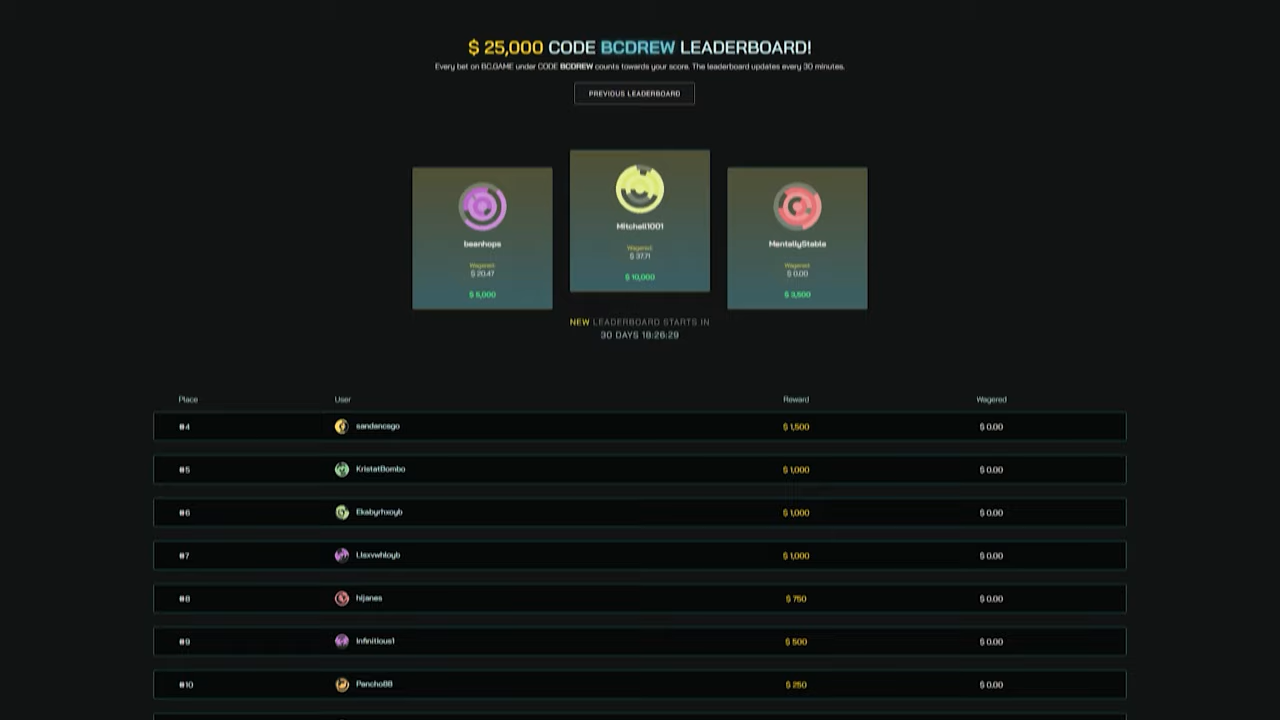 $ 25,000 CODE BCDREW LEADERBOARD!
Every bet on BC.GAME under CODE BCDREW counts towards your score. The leaderboard updates every 30 minutes.
PREVIOUS LEADERBOARD
beanhops
Wagered:
$ 20.47
$ 5,000
Mitchell1001
Wagered:
$ 37.71
$ 10,000
MentallyStable
Wagered:
$ 0.00
$ 3,500
NEW LEADERBOARD STARTS IN
30 DAYS 18:26:29
Place User Reward Wagered
#4 sandancsgo $ 1,500 $ 0.00
#5 KristatBombo $ 1,000 $ 0.00
#6 Ekabyrhxoyb $ 1,000 $ 0.00
#7 $ 1,000 $ 0.00
#8 hijanes $ 750 $ 0.00
#9 Infinitious1 $ 500 $ 0.00
#10 Pancho88 $ 250 $ 0.00